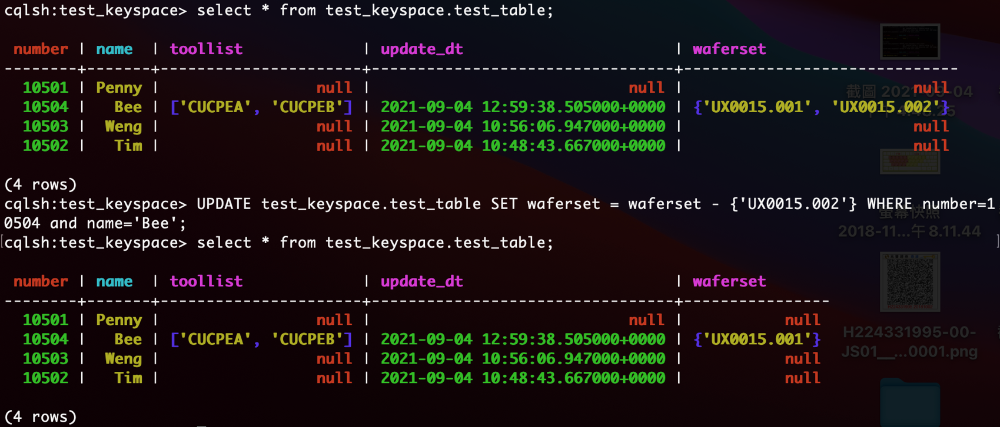 cqlsh:test_keyspace> select * from test_keyspace.test_table;
number | name | toollist | update_dt | waferset
--------+-------+----------------------+---------------------------------+------------------------------
10501 | Penny | null | null | null
10504 | Bee | ['CUCPEA', 'CUCPEB'] | 2021-09-04 12:59:38.505000+0000 | {'UX0015.001', 'UX0015.002'}
10503 | Weng | null | 2021-09-04 10:56:06.947000+0000 | null
10502 | Tim | null | 2021-09-04 10:48:43.667000+0000 | null
(4 rows)
cqlsh:test_keyspace> UPDATE test_keyspace.test_table SET waferset = waferset - {'UX0015.002'} WHERE number=1
0504 and name='Bee';
cqlsh:test_keyspace> select * from test_keyspace.test_table;
number | name | toollist | update_dt | waferset
--------+-------+----------------------+---------------------------------+----------------
10501 | Penny | null | null | null
10504 | Bee | ['CUCPEA', 'CUCPEB'] | 2021-09-04 12:59:38.505000+0000 | {'UX0015.001'}
10503 | Weng | null | 2021-09-04 10:56:06.947000+0000 | null
10502 | Tim | null | 2021-09-04 10:48:43.667000+0000 | null
(4 rows)
截圖 2021-09-04
4.48.25
螢幕快照
2018-11...午 8.11.44
H224331995-00-
JS01__...0001.png